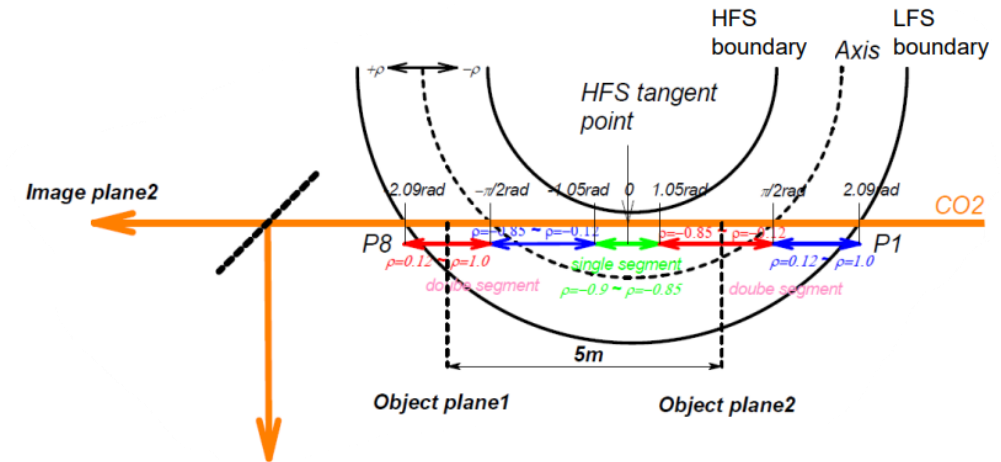 HFS
boundary
LFS
boundary
Axis
+ρ
-ρ
HFS tangent
point
Image plane2
2.09rad
-π/2rad
-1.05rad
0
1.05rad
π/2rad
2.09rad
CO2
ρ=-0.85 ~ ρ=-0.12
ρ=-0.85 ~ ρ=-0.12
P8
P1
ρ=0.12 ~ ρ=1.0
single segment
ρ=0.12 ~ ρ=1.0
doube segment
ρ=-0.9 ~ ρ=-0.85
doube segment
5m
Object plane1
Object plane2